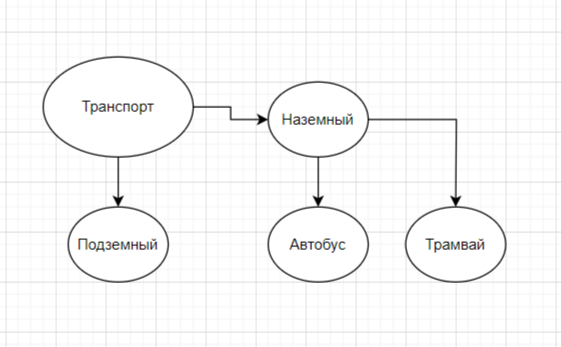 Транспорт
Наземный
Подземный
Автобус
Трамвай